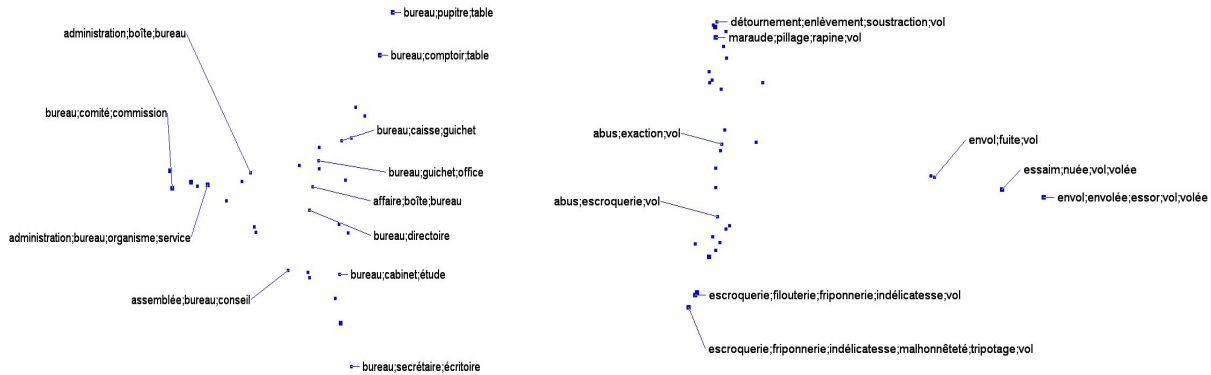 bureau;pupitre;table
administration;boîte;bureau
bureau;comptoir;table
bureau;comité;commission
bureau;caisse;guichet
bureau;guichet;office
affaire;boîte;bureau
administration;bureau;organisme;service
bureau;directoire
bureau;cabinet;étude
assemblée;bureau;conseil
bureau;secrétaire;écritoire
détournement;enlèvement;soustraction;vol
maraude;pillage;rapine;vol
abus;exaction;vol
envol;fuite;vol
essaim;nuée;vol;volée
envol;envolée;essor;vol;volée
abus;escroquerie;vol
escroquerie;filouterie;friponnerie;indélicatesse;vol
escroquerie;friponnerie;indélicatesse;malhonnêteté;tripotage;vol